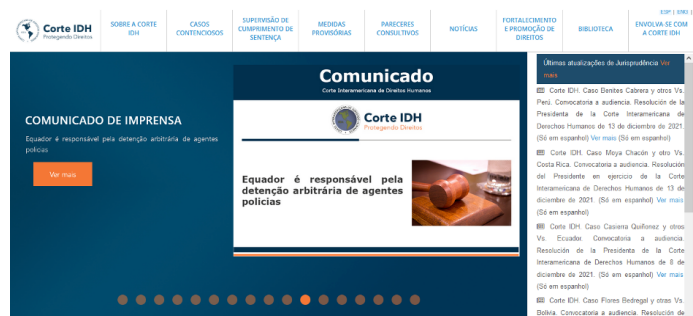 ESP | ENG |
Corte IDH
Protegendo Direitos
SOBRE A CORTE
IDH
CASOS
CONTENCIOSOS
SUPERVISÃO DE
CUMPRIMENTO DE
SENTENÇA
MEDIDAS
PROVISÓRIAS
PARECERES
CONSULTIVOS
NOTÍCIAS
FORTALECIMENTO
E PROMOÇÃO DE
DIREITOS
BIBLIOTECA
ENVOLVA-SE COM
A CORTE IDH
COMUNICADO DE IMPRENSA
Equador é responsável pela detenção arbitrária de agentes
policias
Ver mais
Comunicado
Corte Interamericana de Direitos Humanos
Corte IDH
Protegendo Direitos
Equador é responsável pela
detenção arbitrária de agentes
policias
Últimas atualizações de Jurisprudência Ver
mais
Corte IDH. Caso Benites Cabrera y otros Vs.
Perú. Convocatoria a audiencia. Resolución de la
Presidenta de la Corte Interamericana de
Derechos Humanos de 13 de diciembre de 2021.
(Só em espanhol) Ver mais (Só em espanhol)
Corte IDH. Caso Moya Chacón y otro Vs.
Costa Rica. Convocatoria a audiencia. Resolución
del Presidente en ejercicio de la Corte
Interamericana de Derechos Humanos de 13 de
diciembre de 2021. (Só em espanhol) Ver mais
(Só em espanhol)
Corte IDH. Caso Casierra Quiñonez y otros
Vs. Ecuador. Convocatoria a audiencia.
Resolución de la Presidenta de la Corte
Interamericana de Derechos Humanos de 8 de
diciembre de 2021. (Só em espanhol) Ver mais
(Só em espanhol)
Corte IDH. Caso Flores Bedregal y otras Vs.
Bolivia. Convocatoria a audiencia. Resolución de